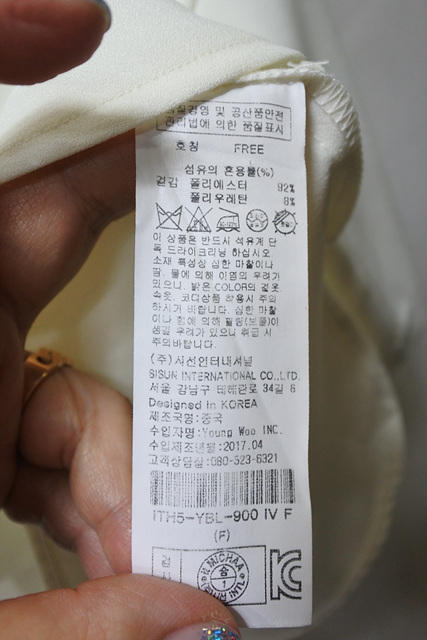 품질경영 및 공산품안전
관리법에 의한 품질표시
호칭 FREE
섬유의 혼용률(%)
겉감 폴리에스터 92%
폴리우레탄 8%
이 상품은 반드시 석유계 단
독 드라이크리닝 하십시오
소재 특성상 심한 마찰이나
땀, 물에 의해 이염의 우려가
있으니, 밝은 COLOR의 겉옷,
속옷, 코디상품 착용시 주의
하시기 바랍니다. 심한 마찰
이나 힘에 의해 필링(보풀)이
생길 우려가 있으니 취급 시
주의바랍니다.
(주)시선인터내셔널
SISUN INTERNATIONAL CO.,LTD.
서울 강남구 테헤란로 34길 6
Designed in KOREA
제조국명:중국
수입자명:Young Woo INC.
수입제조년월:2017.04
고객상담실:080-523-6321
ITH5-YBL-900 IV F
(F)
MICHAA